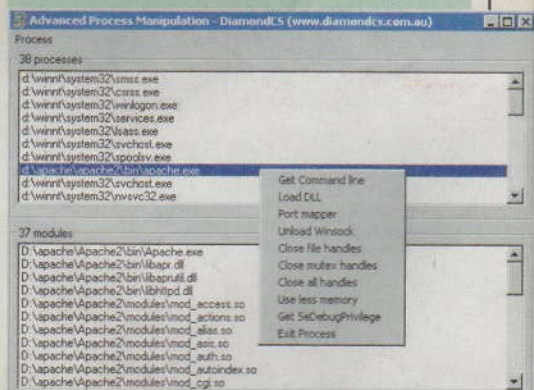 Advanced Process Manipulation - DiamondCS (www.diamondcs.com.au)
Process
38 processes
d:\winnt\system32\smss.exe
d:\winnt\system32\csrss.exe
d:\winnt\system32\winlogon.exe
d:\winnt\system32\services.exe
d:\winnt\system32\lsass.exe
d:\winnt\system32\svchost.exe
d:\winnt\system32\spoolsv.exe
d:\apache\apache2\bin\apache.exe
d:\winnt\system32\svchost.exe
d:\winnt\system32\nvsvc32.exe
Get Command line
Load DLL
Port mapper
Unload Winsock
Close file handles
Close mutex handles
Close all handles
Use less memory
Get SeDebugPrivilege
Exit Process
37 modules
D:\apache\Apache2\bin\Apache.exe
D:\apache\Apache2\bin\libapr.dll
D:\apache\Apache2\bin\libaprutil.dll
D:\apache\Apache2\bin\libhttpd.dll
D:\apache\Apache2\modules\mod_access.so
D:\apache\Apache2\modules\mod_actions.so
D:\apache\Apache2\modules\mod_alias.so
D:\apache\Apache2\modules\mod_asis.so
D:\apache\Apache2\modules\mod_auth.so
D:\apache\Apache2\modules\mod_autoindex.so
D:\apache\Apache2\modules\mod_cgi.so